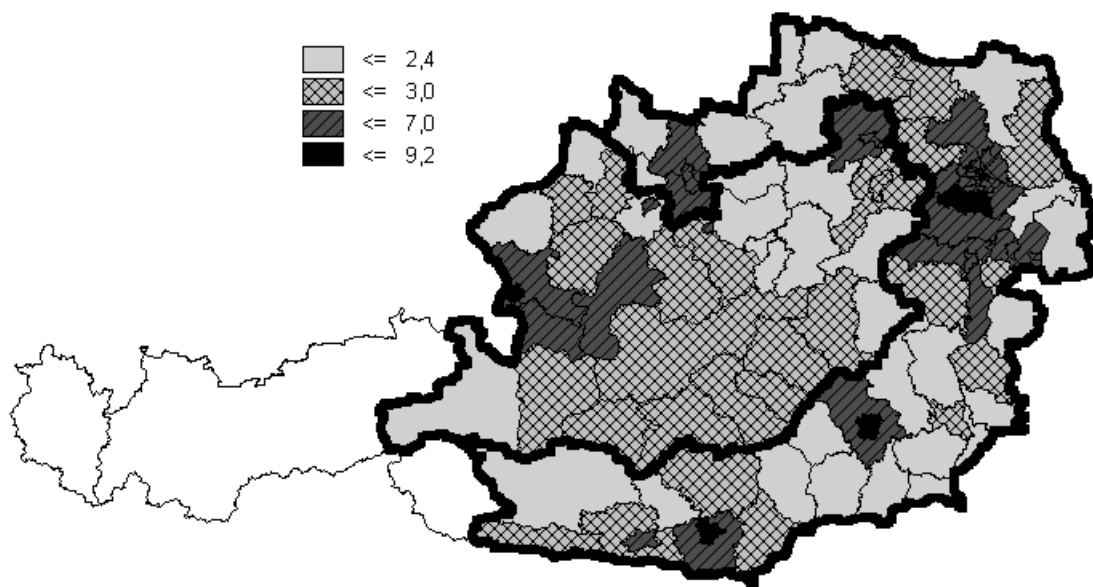 <= 2,4
<= 3,0
<= 7,0
<= 9,2